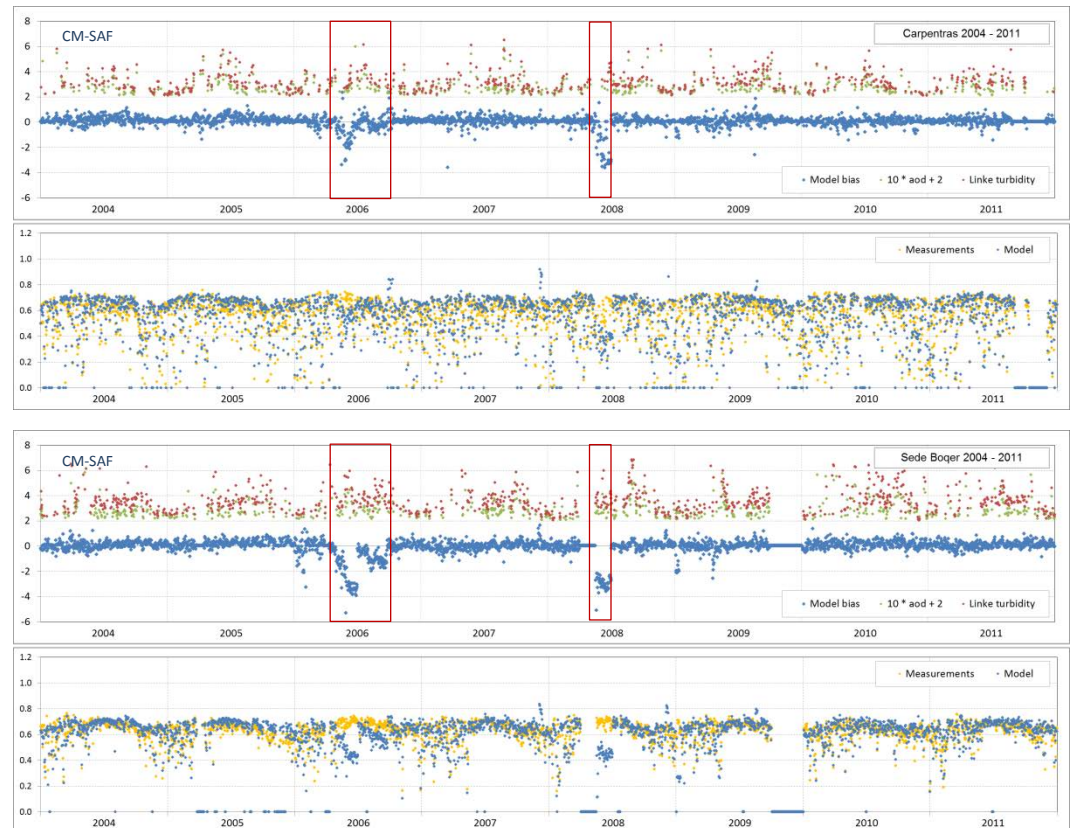 8
6
4
2
0
-2
-4
-6
CM-SAF
Carpentras 2004 - 2011
Model bias 10 * aod + 2 Linke turbidity
2004 2005 2006 2007 2008 2009 2010 2011
1.2
1.0
0.8
0.6
0.4
0.2
0.0
Measurements Model
2004 2005 2006 2007 2008 2009 2010 2011
8
6
4
2
0
-2
-4
-6
CM-SAF
Sede Boqer 2004 - 2011
Model bias 10 * aod + 2 Linke turbidity
2004 2005 2006 2007 2008 2009 2010 2011
1.2
1.0
0.8
0.6
0.4
0.2
0.0
Measurements Model
2004 2005 2006 2007 2008 2009 2010 2011